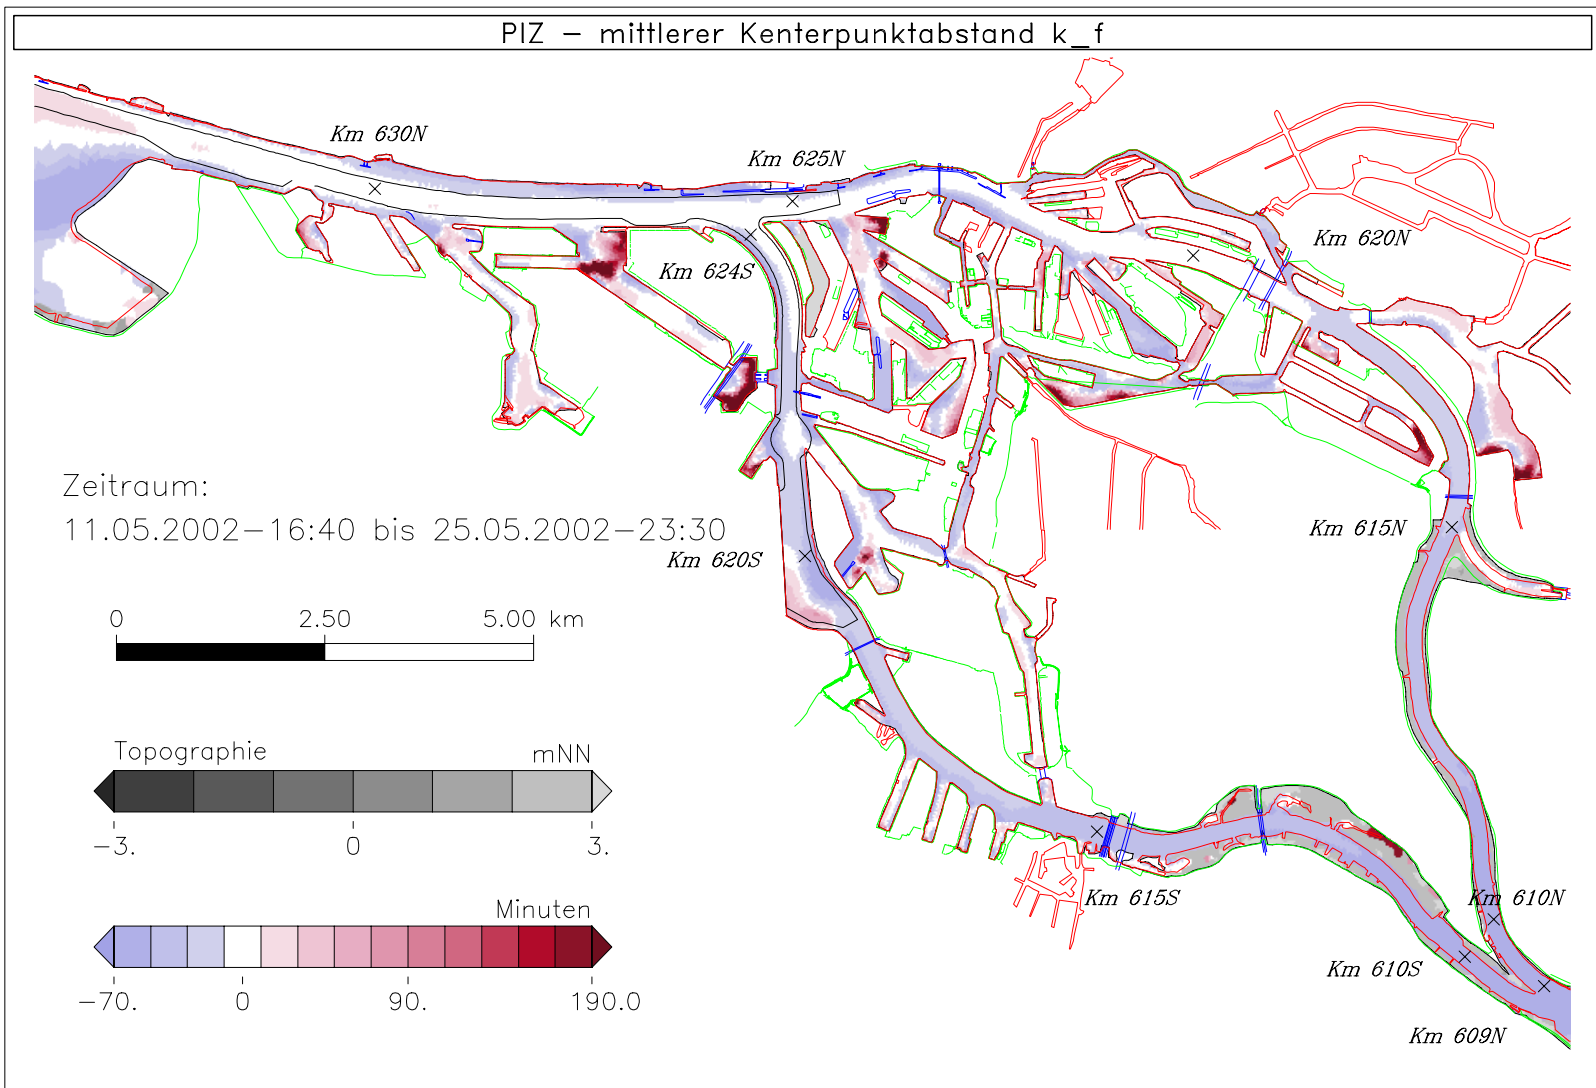 PIZ – mittlerer Kenterpunktabstand k_f
Km 630N
Km 625N
Km 620N
Km 624S
Zeitraum:
11.05.2002–16:40 bis 25.05.2002–23:30
Km 615N
Km 620S
0 2.50 5.00 km
Topographie mNN
–3. 0 3.
Km 615S
Km 610N
Minuten
Km 610S
–70. 0 90. 190.0
Km 609N